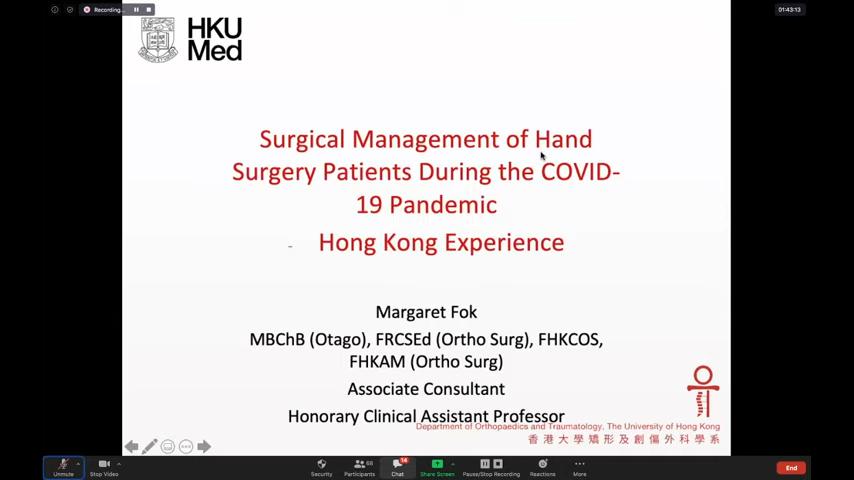 Recording...
01:43:13
HKU
Med
Surgical Management of Hand
Surgery Patients During the COVID-
19 Pandemic
- Hong Kong Experience
Margaret Fok
MBChB (Otago), FRCSEd (Ortho Surg), FHKCOS,
FHKAM (Ortho Surg)
Associate Consultant
Honorary Clinical Assistant Professor
Department of Orthopaedics and Traumatology, The University of Hong Kong
香港大學矯形及創傷外科學系
Unmute
Stop Video
Security
Participants
68
Chat
14
Share Screen
Pause/Stop Recording
Reactions
More
End